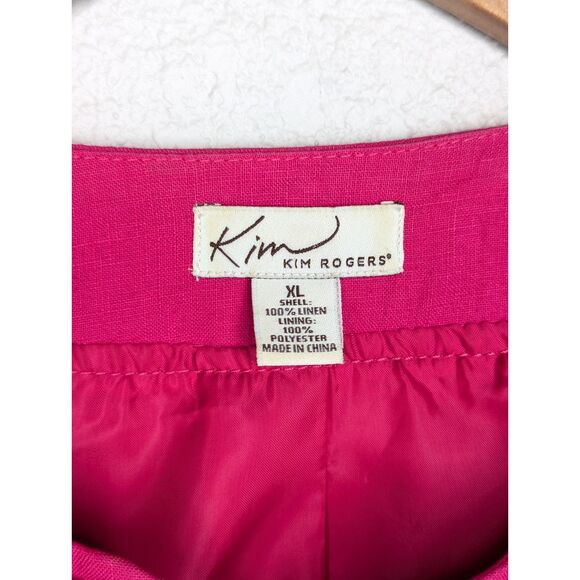 Kim
KIM ROGERS®
XL
SHELL:
100% LINEN
LINING:
100%
POLYESTER
MADE IN CHINA